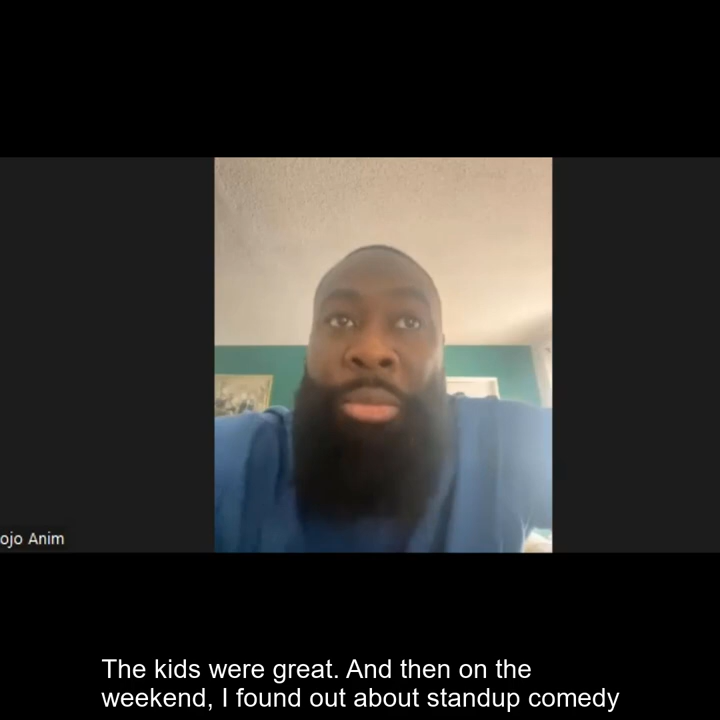 ojo Anim
The kids were great. And then on the
weekend, I found out about standup comedy